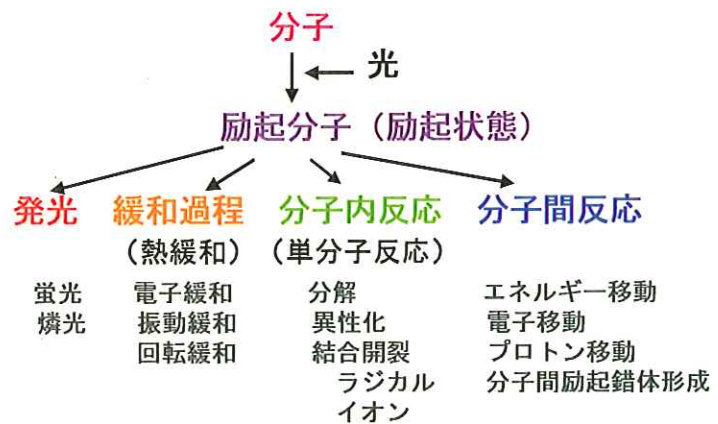 分子
光
励起分子（励起状態）
発光 緩和過程 分子内反応 分子間反応
（熱緩和）（単分子反応）
蛍光 電子緩和 分解 エネルギー移動
燐光 振動緩和 異性化 電子移動
回転緩和 結合開裂 プロトン移動
ラジカル 分子間励起錯体形成
イオン